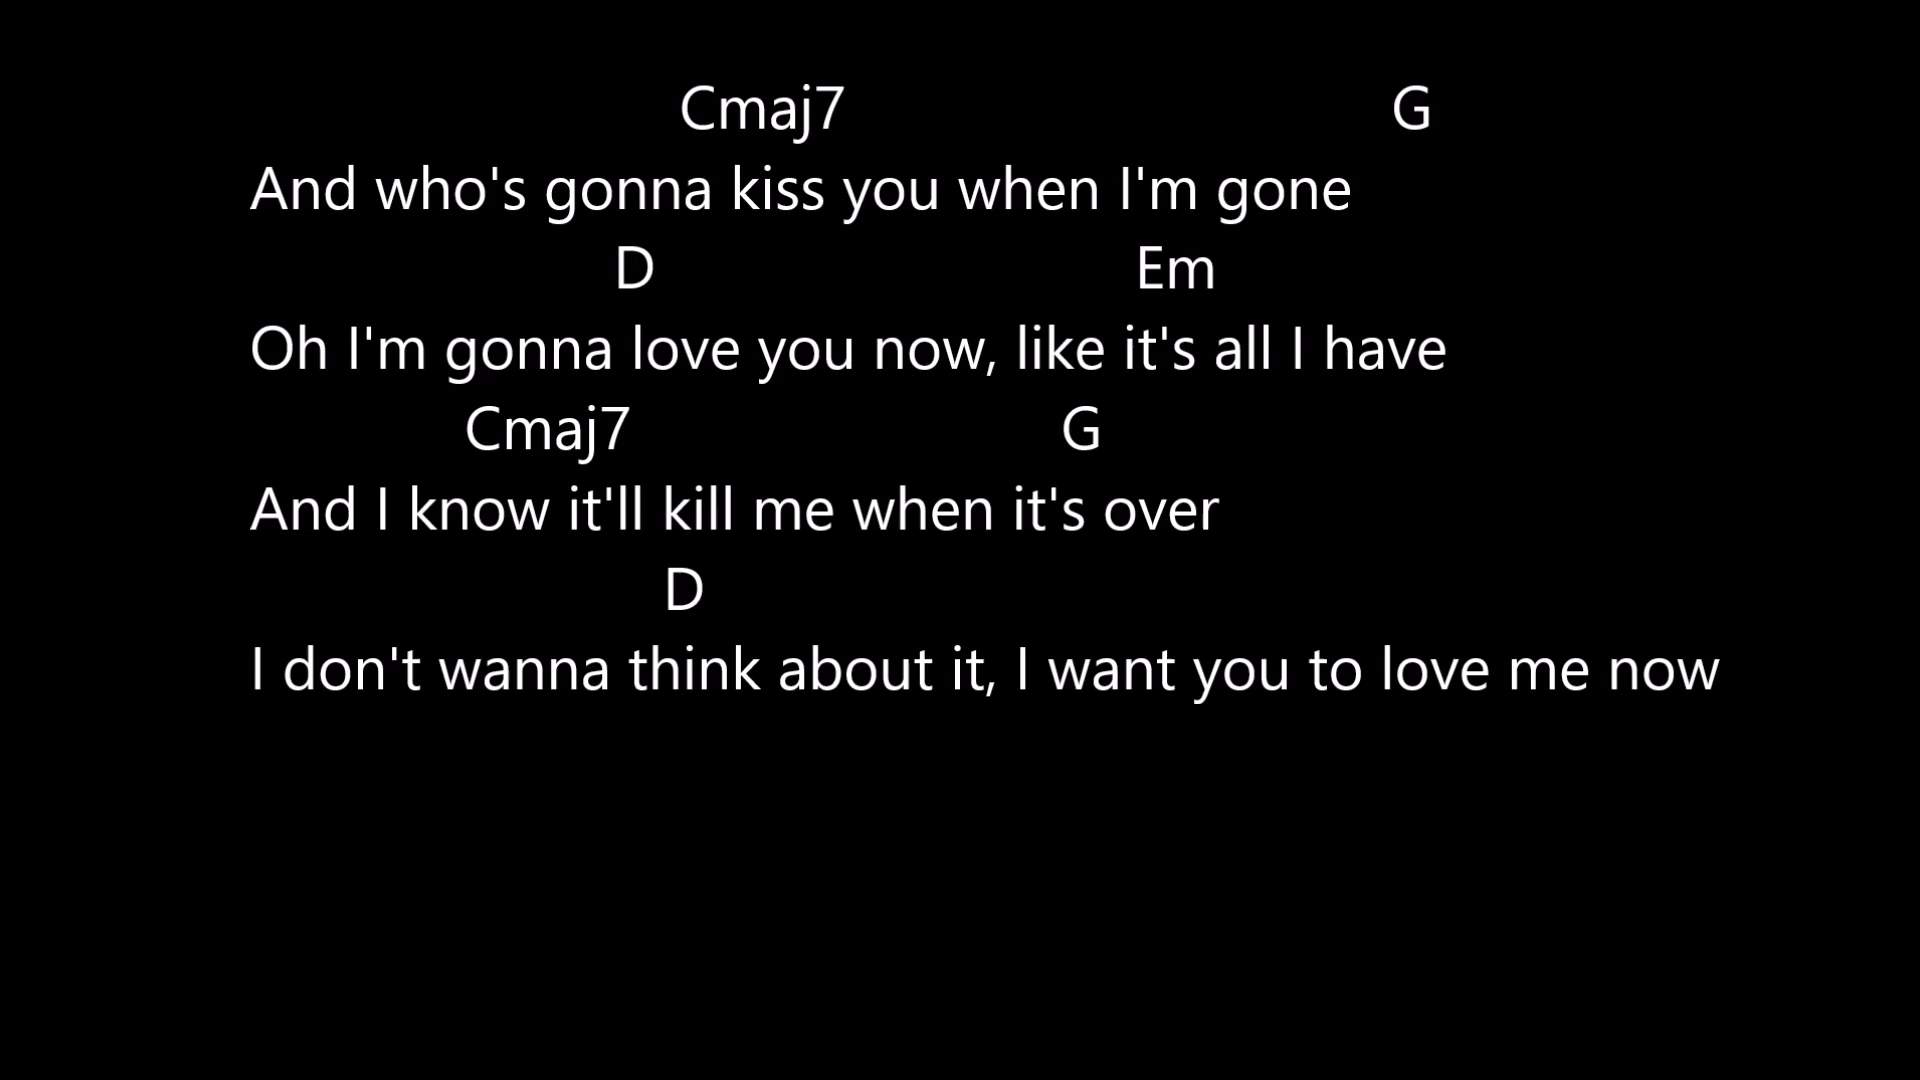 Cmaj7 G
And who's gonna kiss you when I'm gone
D Em
Oh I'm gonna love you now, like it's all I have
Cmaj7 G
And I know it'll kill me when it's over
D
I don't wanna think about it, I want you to love me now